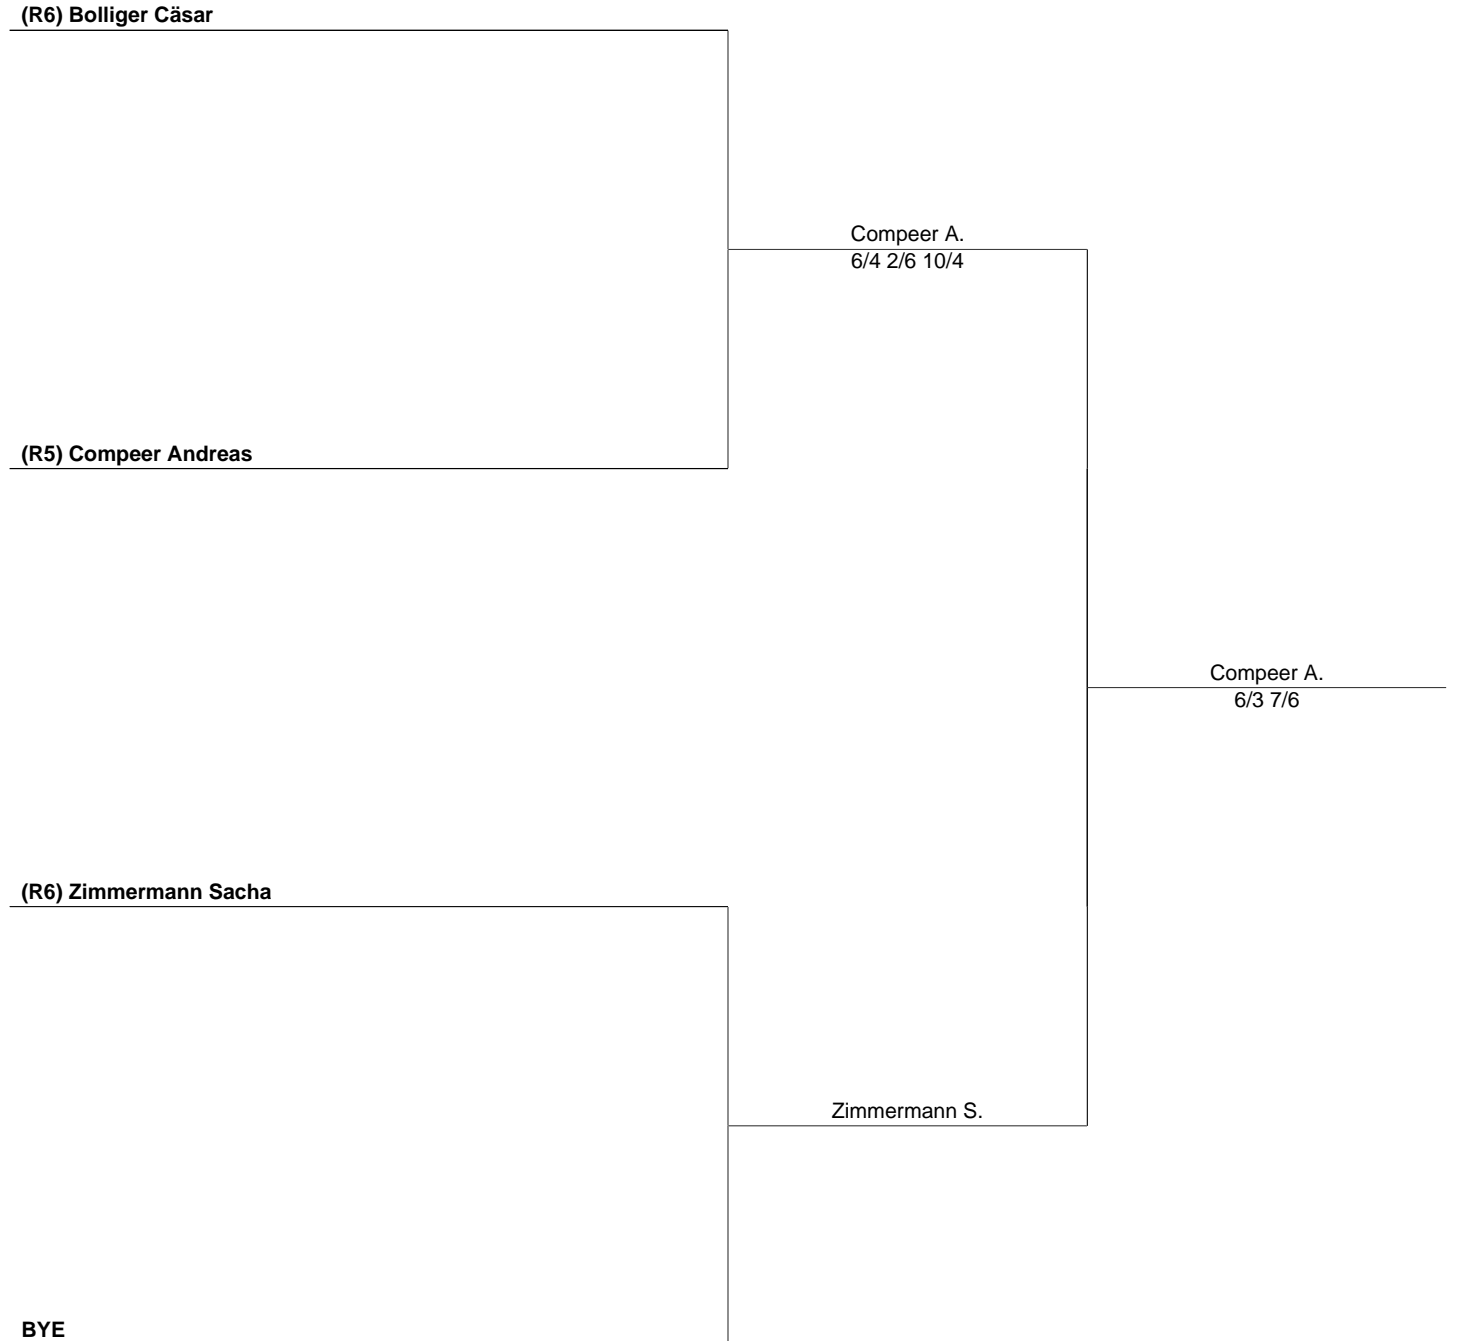 (R6) Bolliger Cäsar
Compeer A.
6/4 2/6 10/4
(R5) Compeer Andreas
Compeer A.
6/3 7/6
(R6) Zimmermann Sacha
Zimmermann S.
BYE